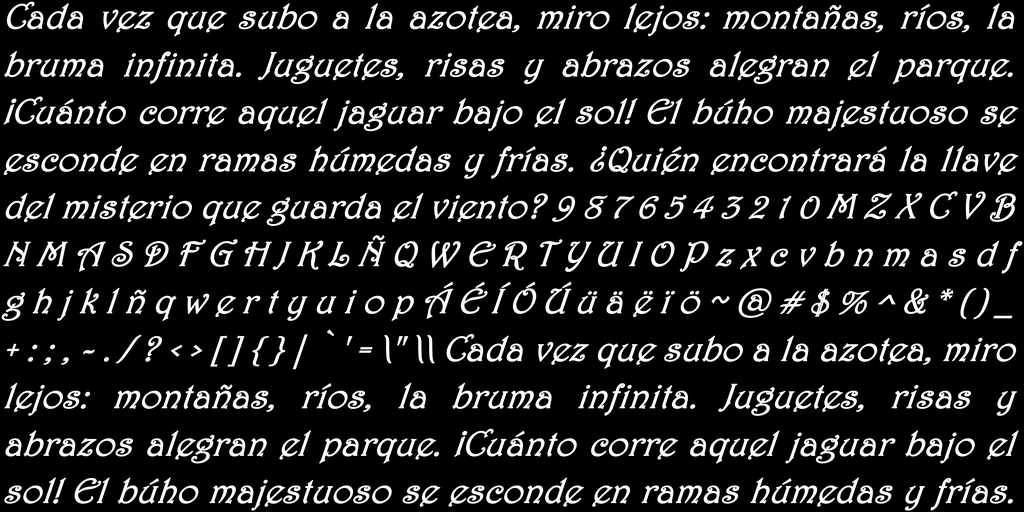 Cada vez que subo a la azotea, miro lejos: montañas, ríos, la
bruma infinita. Juguetes, risas y abrazos alegran el parque.
¡Cuánto corre aquel jaguar bajo el sol! El búho majestuoso se
esconde en ramas húmedas y frías. ¿Quién encontrará la llave
del misterio que guarda el viento? 9 8 7 6 5 4 3 2 1 0 M Z X C V B
N M A S D F G H J K L Ñ Q W E R T Y U I O P z x c v b n m a s d f
g h j k l ñ q w e r t y u i o p Á É Í Ó Ú ü ä ë ï ö ~ @ # $ % ^ & * ( ) _
+ : ; , - . / ? < > [ ] { } | ` ' = \" \\ Cada vez que subo a la azotea, miro
lejos: montañas, ríos, la bruma infinita. Juguetes, risas y
abrazos alegran el parque. ¡Cuánto corre aquel jaguar bajo el
sol! El búho majestuoso se esconde en ramas húmedas y frías.